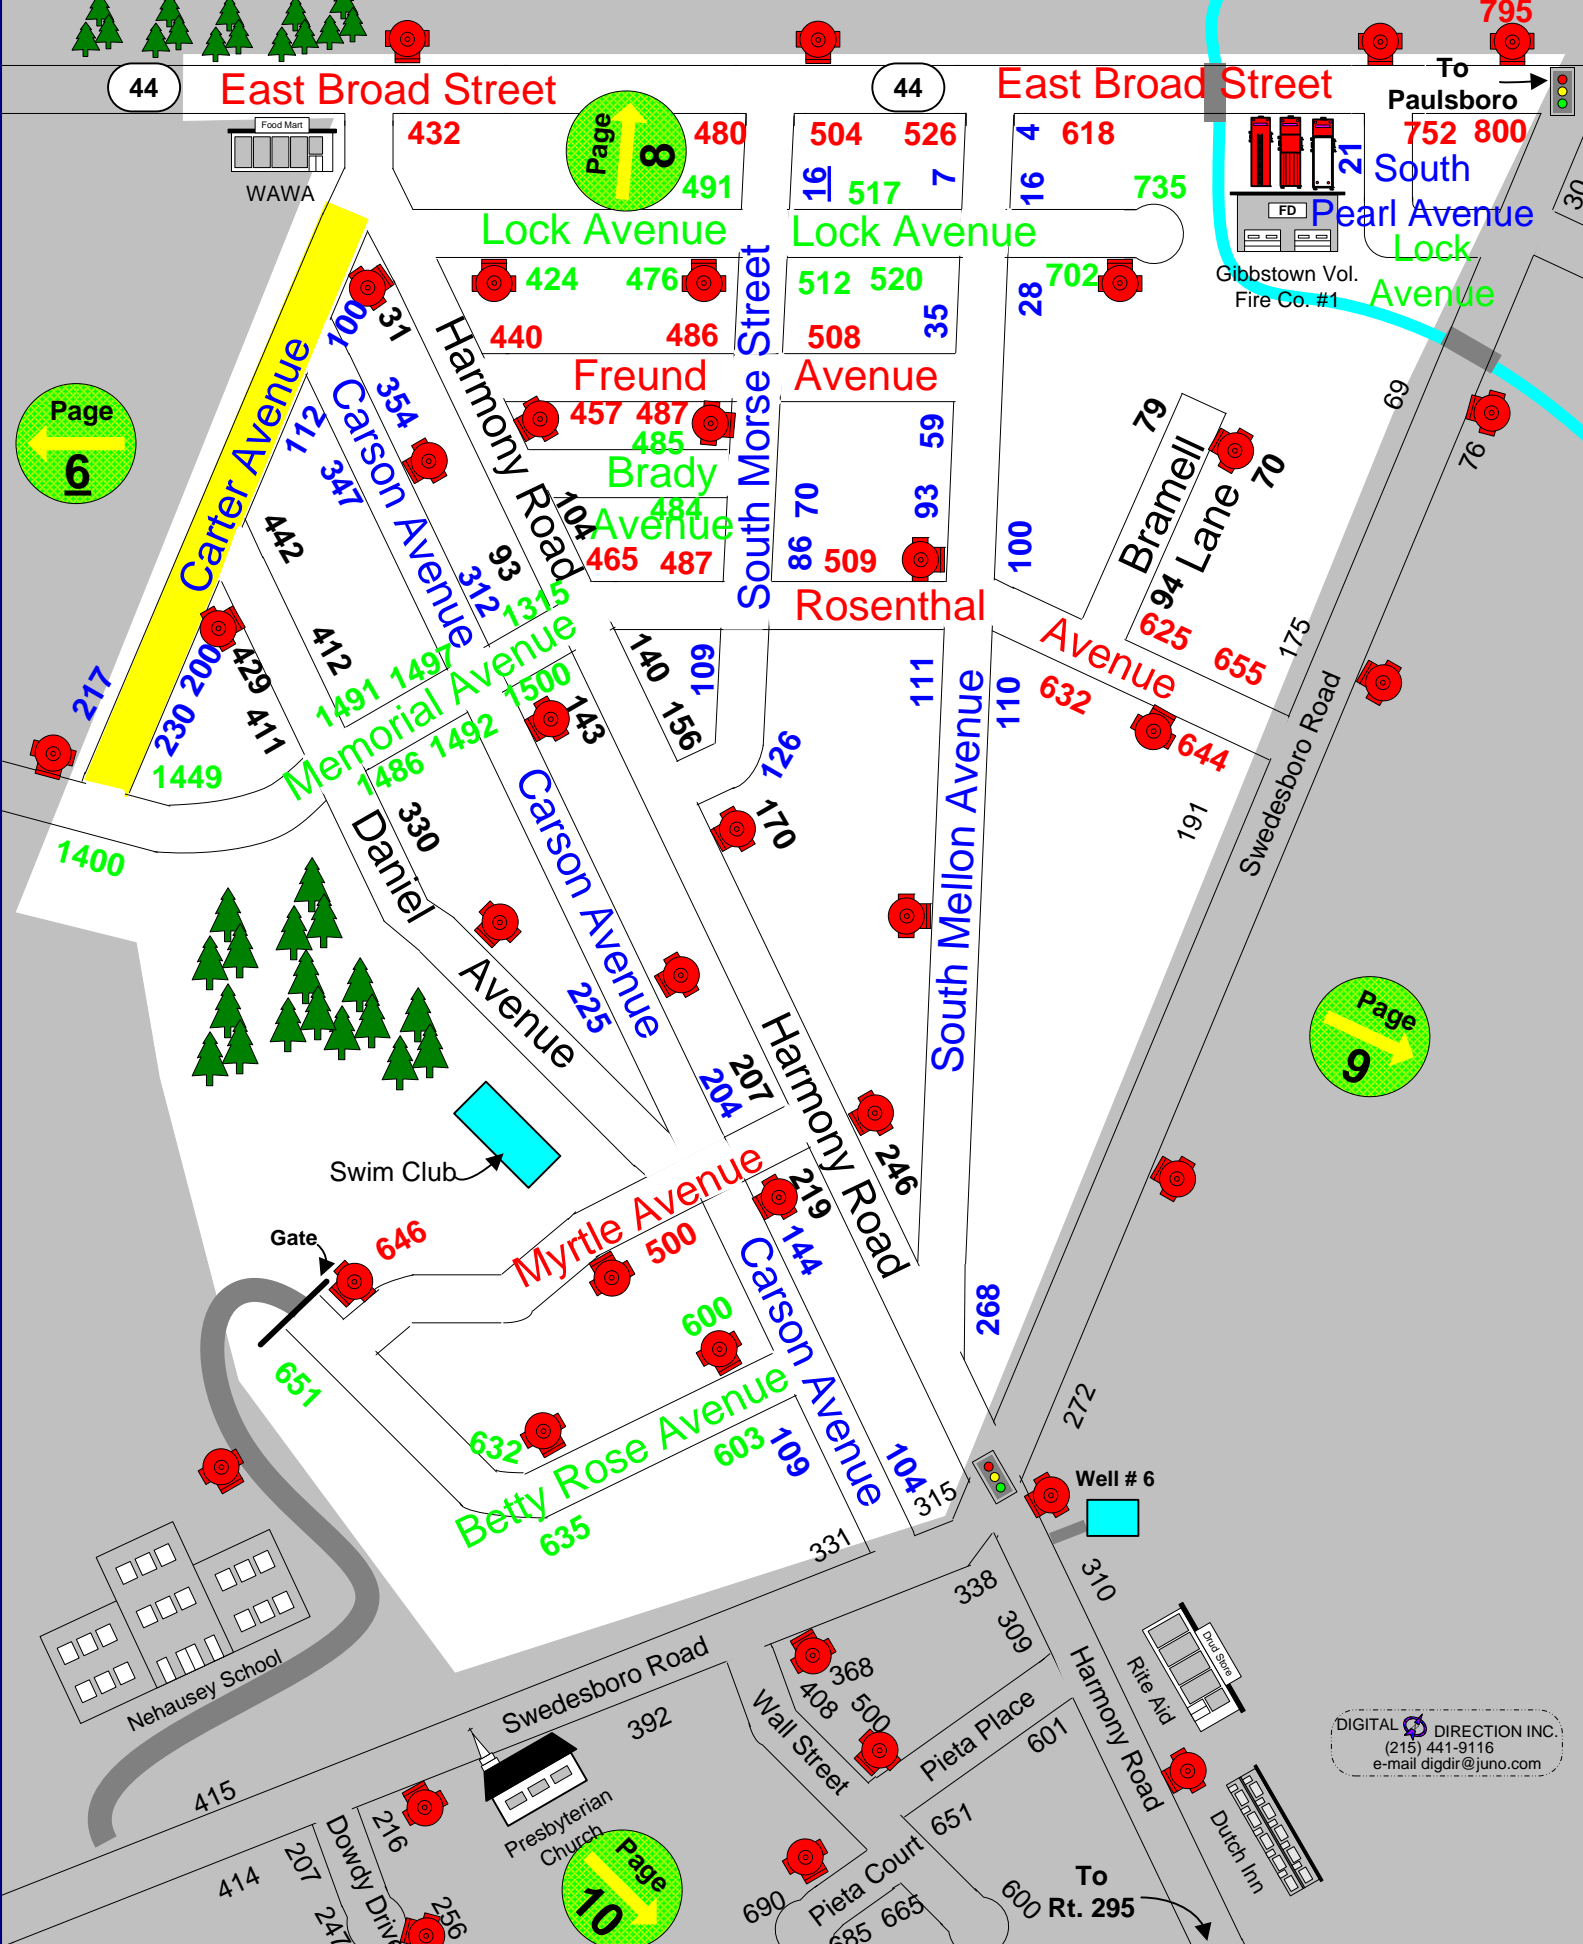 795
44
East Broad Street
44
East Broad Street
To
Paulsboro
Food Mart
WAWA
432
Page
8
480
504
526
4
618
21
752
800
South
Pearl Avenue
30
491
16
517
7
16
735
FD
Lock Avenue
Lock Avenue
Lock
Avenue
Gibbstown Vol.
Fire Co. #1
424
476
512
520
28
702
100
31
Harmony Road
440
486
South Morse Street
508
35
Freund
Avenue
69
Page
6
Carter Avenue
112
347
Carson Avenue
354
457
487
485
Brady
Avenue
484
59
79
Bramell
Lane
70
76
442
93
312
104
465
487
86
70
509
93
100
94
625
655
175
1315
Rosenthal
Avenue
217
200
230
429
411
412
1491
1497
Memorial Avenue
1500
143
140
156
109
126
111
110
632
644
Swedesboro Road
1449
1486
1492
1400
330
Daniel
Avenue
Carson Avenue
170
South Mellon Avenue
191
225
204
207
Harmony Road
246
Page
9
Swim Club
Myrtle Avenue
500
219
144
Gate
646
600
Carson Avenue
268
651
632
Betty Rose Avenue
603
635
109
104
315
331
272
Well # 6
310
338
309
Nehausey School
Swedesboro Road
392
368
408
500
Wall Street
Pieta Place
601
Harmony Road
Rite Aid
Drud Store
DIGITAL DIRECTION INC.
(215) 441-9116
e-mail digdir@juno.com
415
414
207
247
Dowdy Drive
216
256
Presbyterian
Church
Page
10
690
Pieta Court
651
685
665
600
To
Rt. 295
Dutch Inn